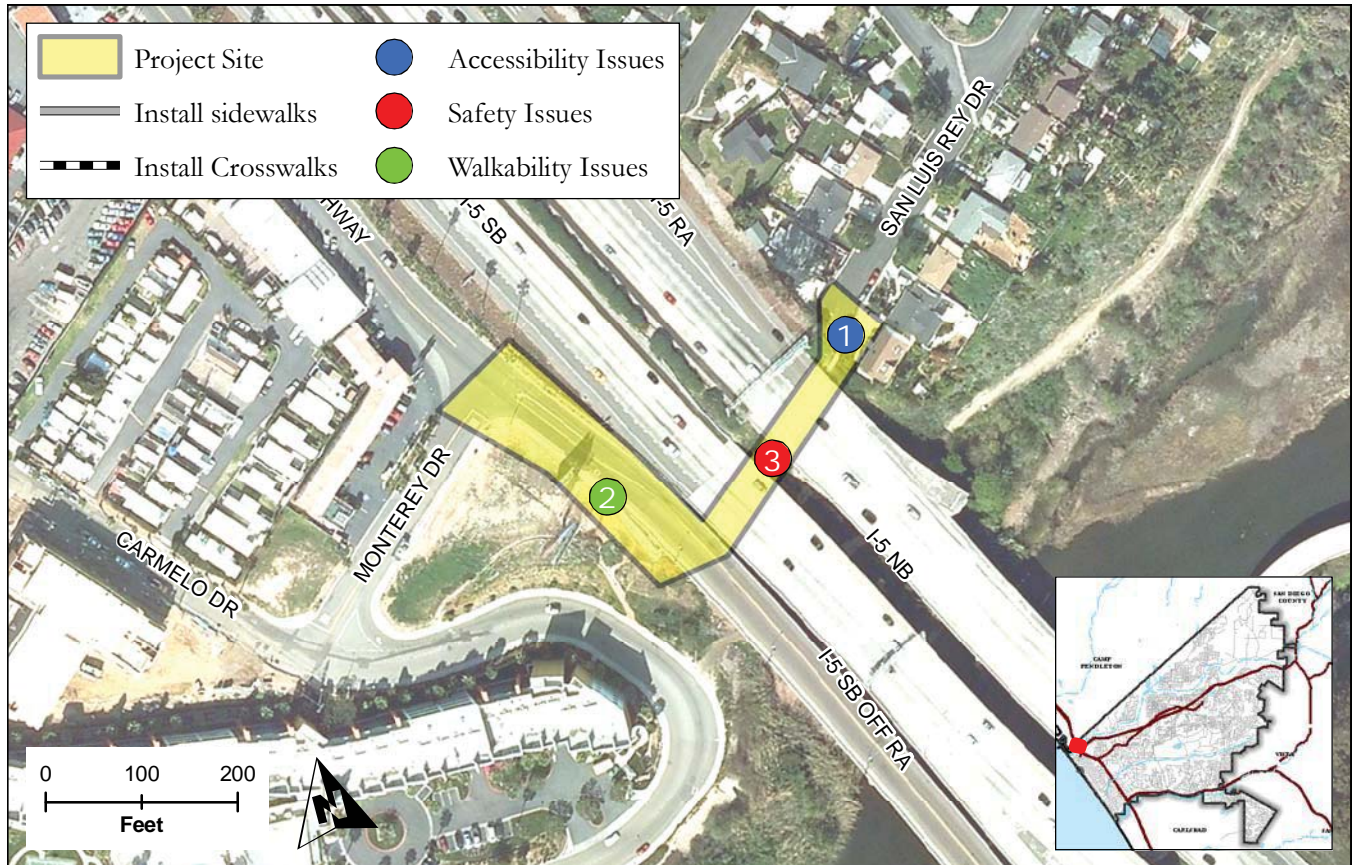 Project Site
Install sidewalks
Install Crosswalks
Accessibility Issues
Safety Issues
Walkability Issues
HWAY
I-5 SB
I-5 RA
SAN LUIS REY DR
1
2
3
MONTEREY DR
CARMELO DR
I-5 NB
I-5 SB OFF RA
0 100 200
Feet
N
SAN DIEGO
COUNTY
CAMP
PENDLETON
VISTA
CARLSBAD